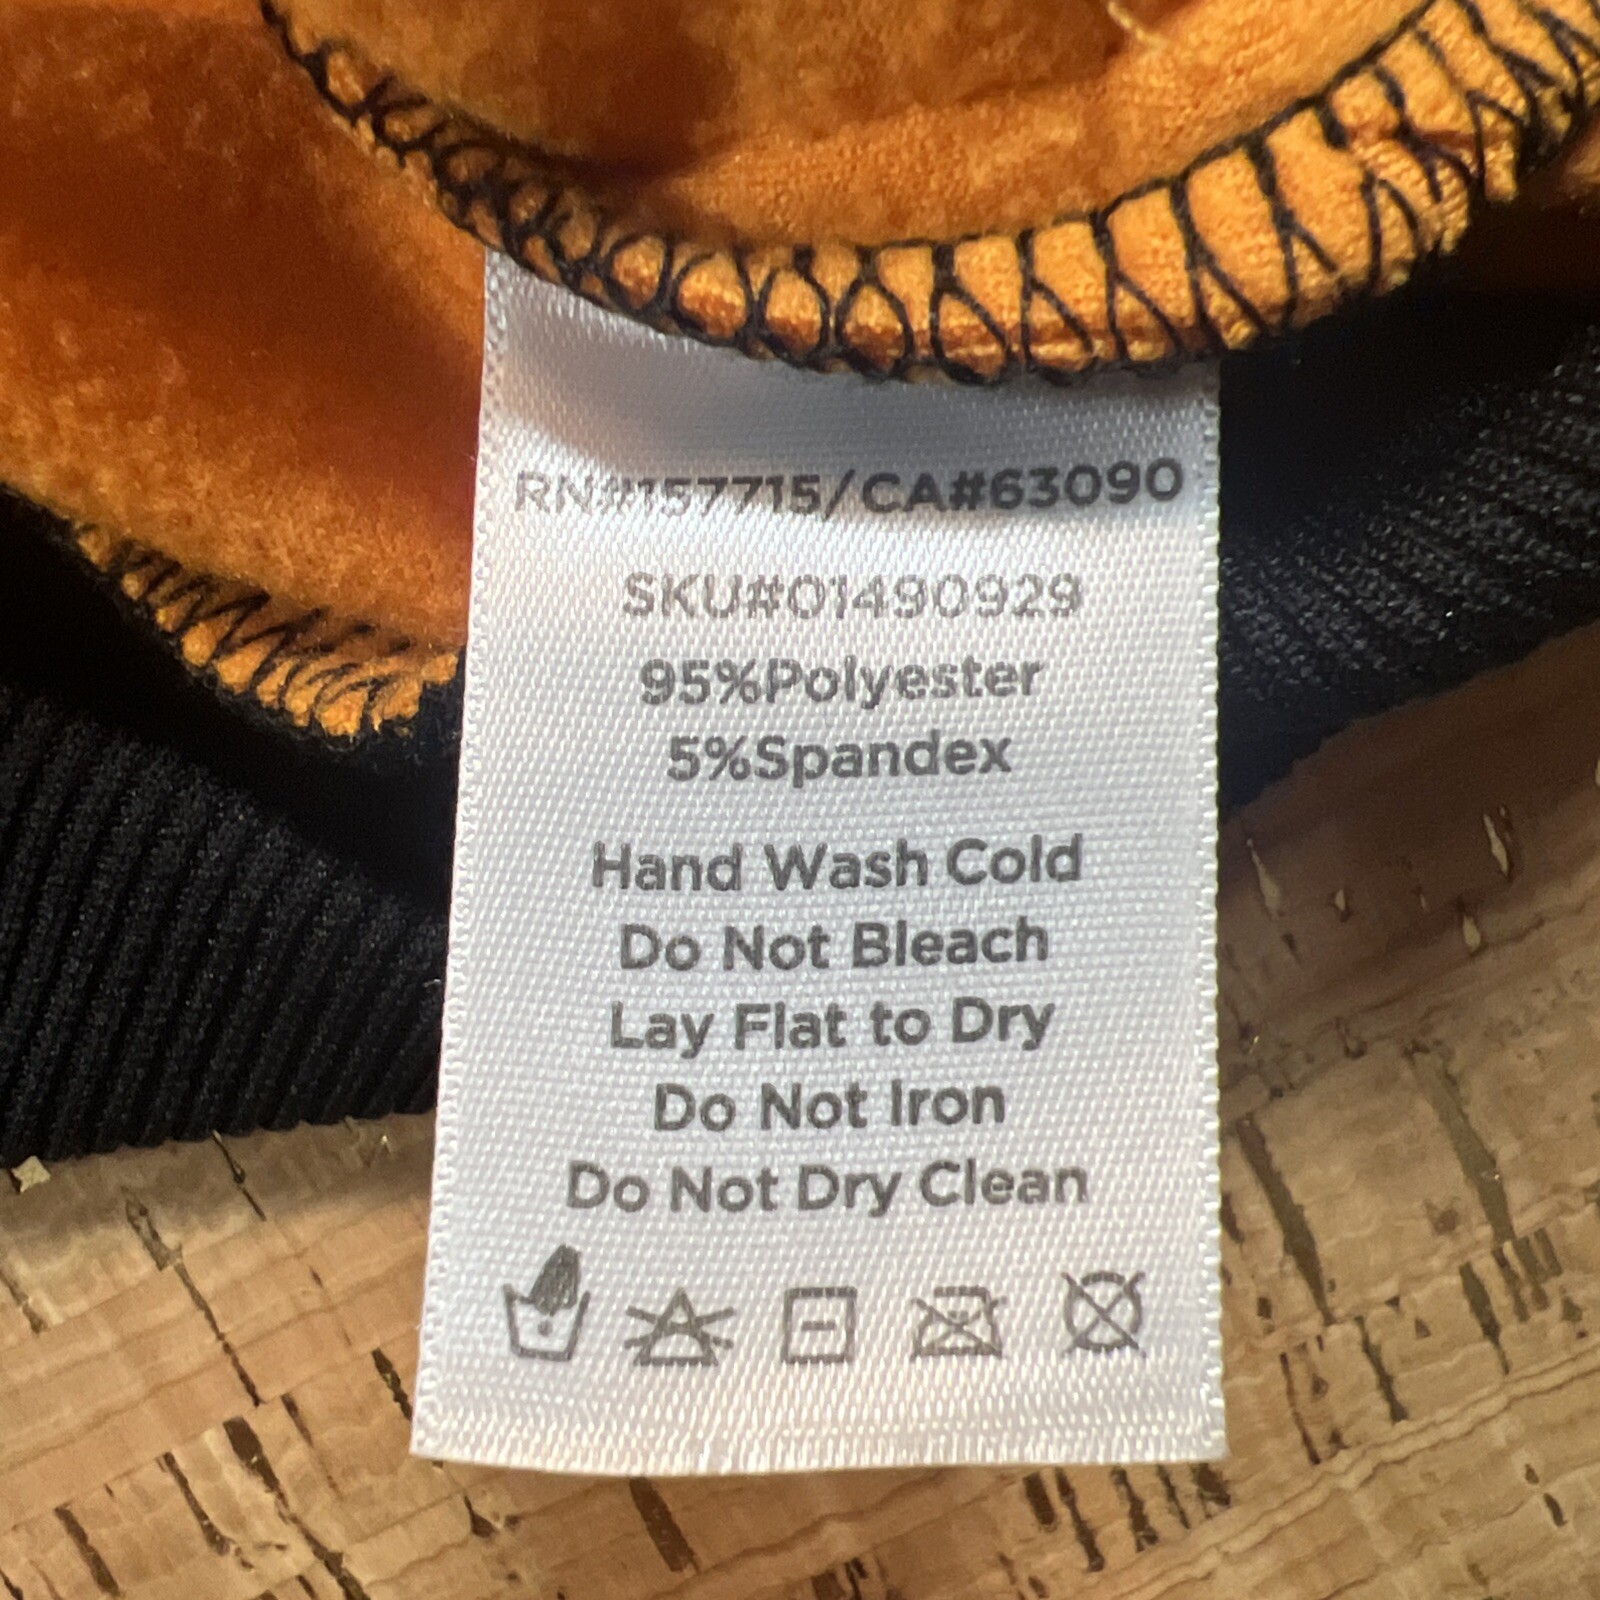 RN#157715/CA#63090
SKU#01490929
95%Polyester
5%Spandex
Hand Wash Cold
Do Not Bleach
Lay Flat to Dry
Do Not Iron
Do Not Dry Clean